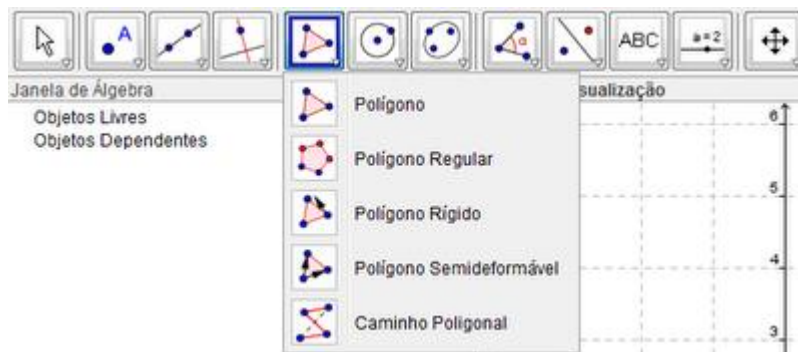 A
α
ABC
a=2
Janela de Álgebra
sualização
Objetos Livres
Objetos Dependentes
Polígono
Polígono Regular
Polígono Rígido
Polígono Semideformável
Caminho Poligonal
6
5
4
3